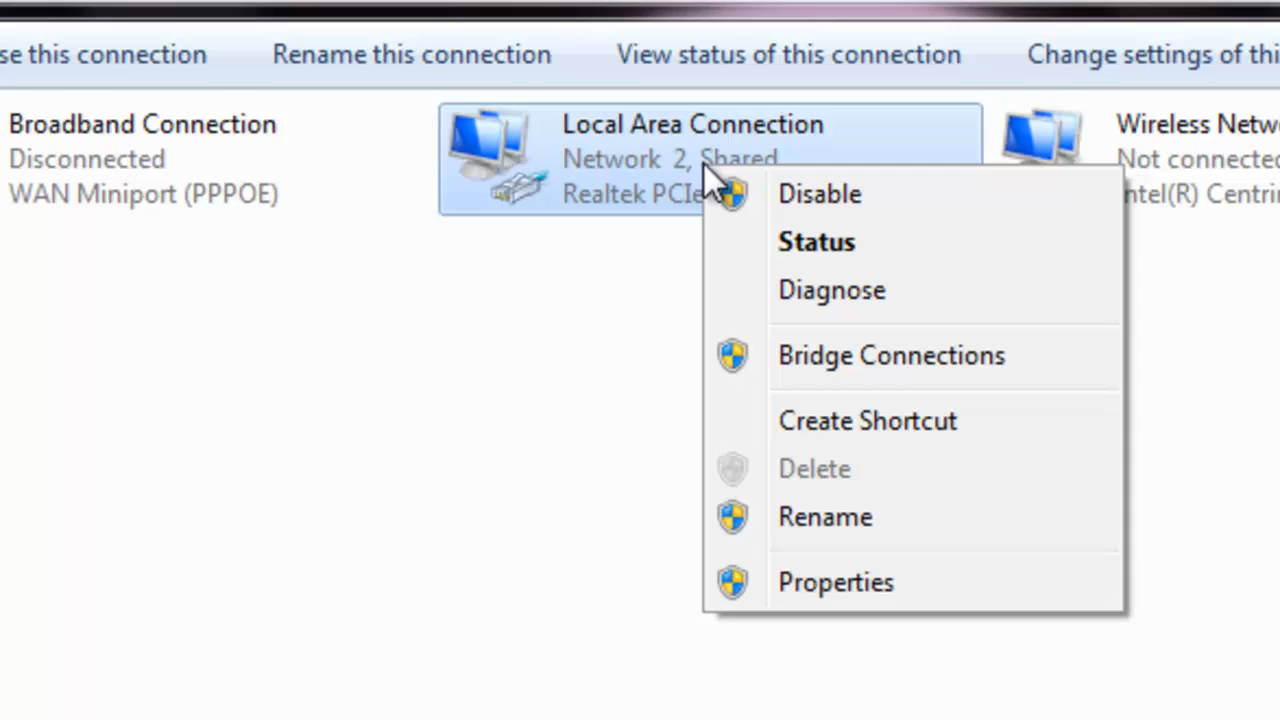 se this connection Rename this connection View status of this connection Change settings of thi
Broadband Connection
Disconnected
WAN Miniport (PPPOE)
Local Area Connection
Network 2, Shared
Realtek PCIe
Wireless Netwo
Not connected
ntel(R) Centrin
Disable
Status
Diagnose
Bridge Connections
Create Shortcut
Delete
Rename
Properties